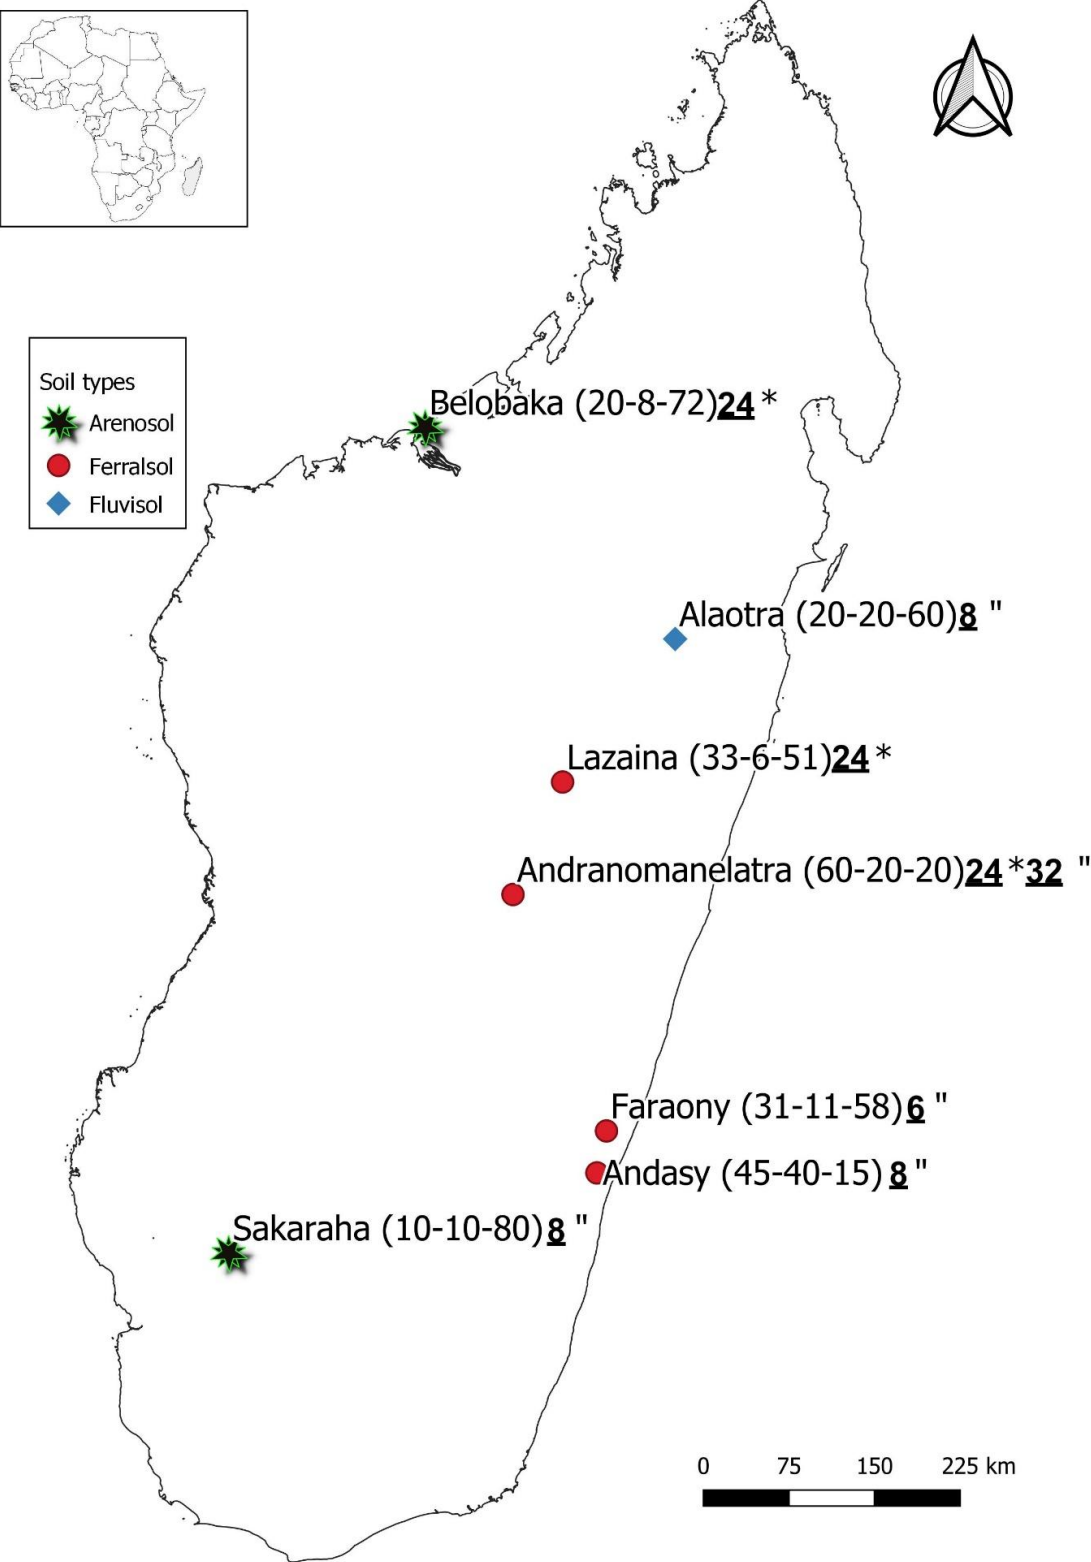 Soil types
Arenosol
Ferralsol
Fluvisol
Belobaka (20-8-72)24 *
Alaotra (20-20-60)8 "
Lazaina (33-6-51)24 *
Andranomanelatra (60-20-20)24 *32 "
Faraony (31-11-58)6 "
Andasy (45-40-15) 8 "
Sakaraha (10-10-80)8 "
0 75 150 225 km